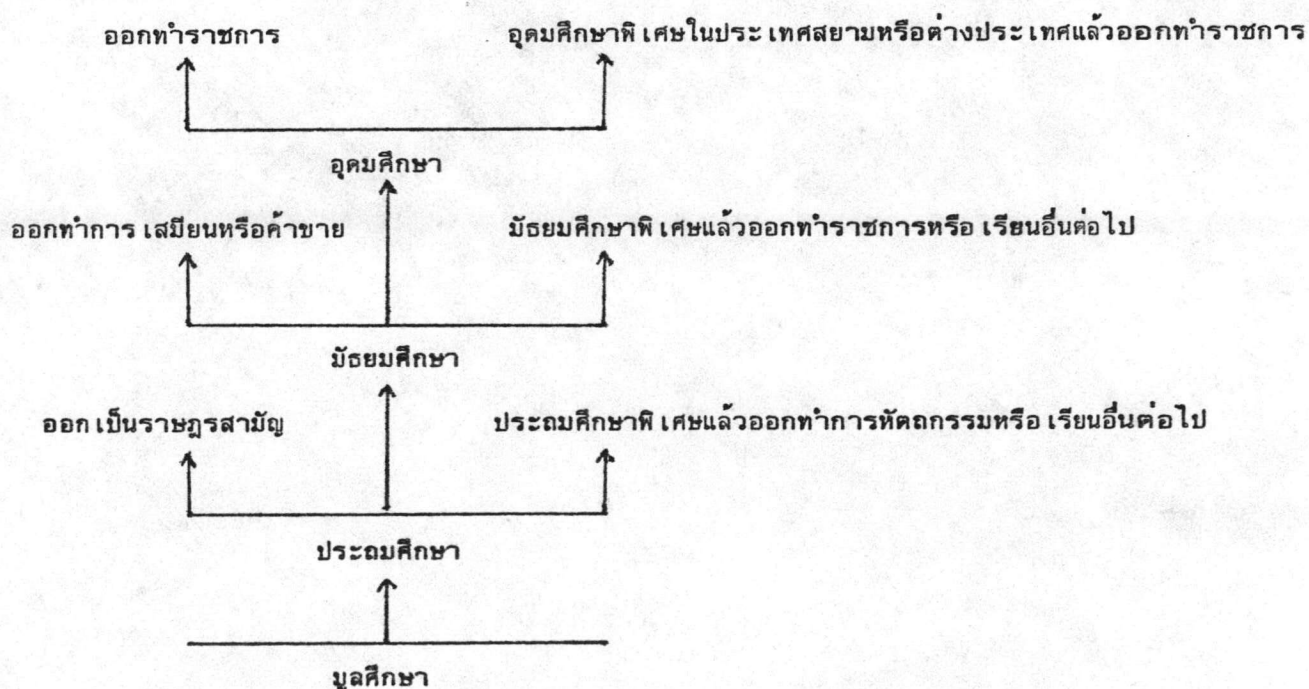 ออกทำราชการ
อุดมศึกษาพิเศษในประเทศสยามหรือต่างประเทศแล้วออกทำราชการ
อุดมศึกษา
ออกทำการเสมียนหรือค้าขาย
มัธยมศึกษาพิเศษแล้วออกทำราชการหรือเรียนอื่นต่อไป
มัธยมศึกษา
ออกเป็นราษฎรสามัญ
ประถมศึกษาพิเศษแล้วออกทำการหัตถกรรมหรือเรียนอื่นต่อไป
ประถมศึกษา
มูลศึกษา